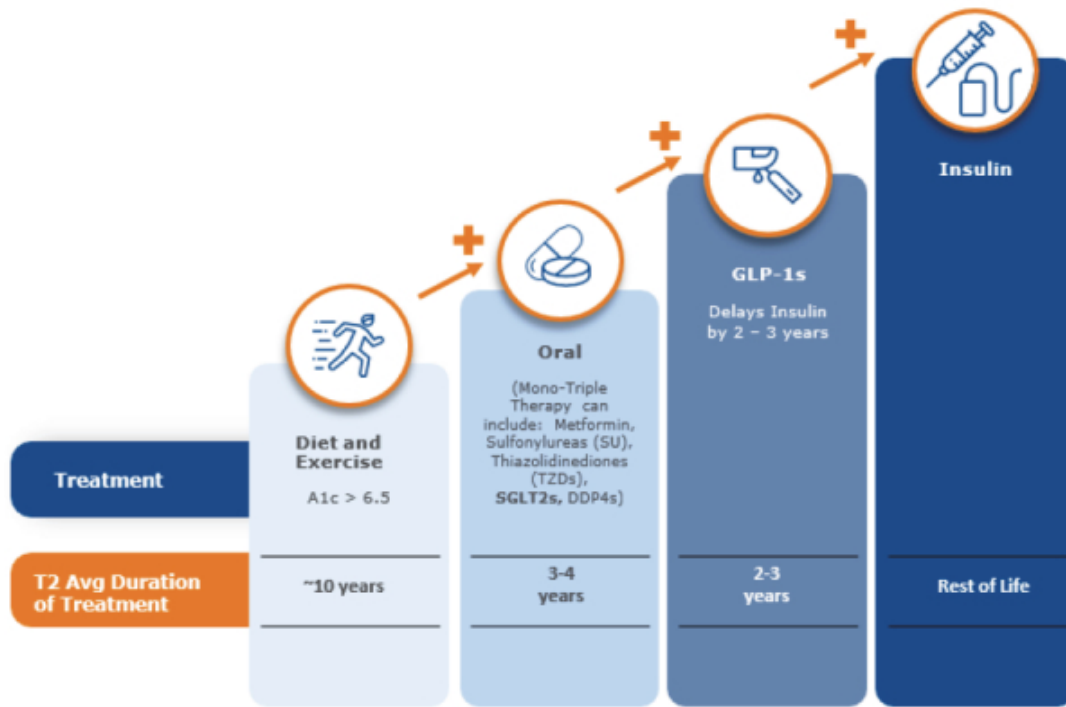 Insulin
GLP-1s
Delays Insulin
by 2 – 3 years
Oral
(Mono-Triple
Therapy can
include: Metformin,
Sulfonylureas (SU),
Thiazolidinediones
(TZDs),
SGLT2s, DDP4s)
Diet and
Exercise
A1c > 6.5
Treatment
T2 Avg Duration
of Treatment
~10 years
3-4
years
2-3
years
Rest of Life